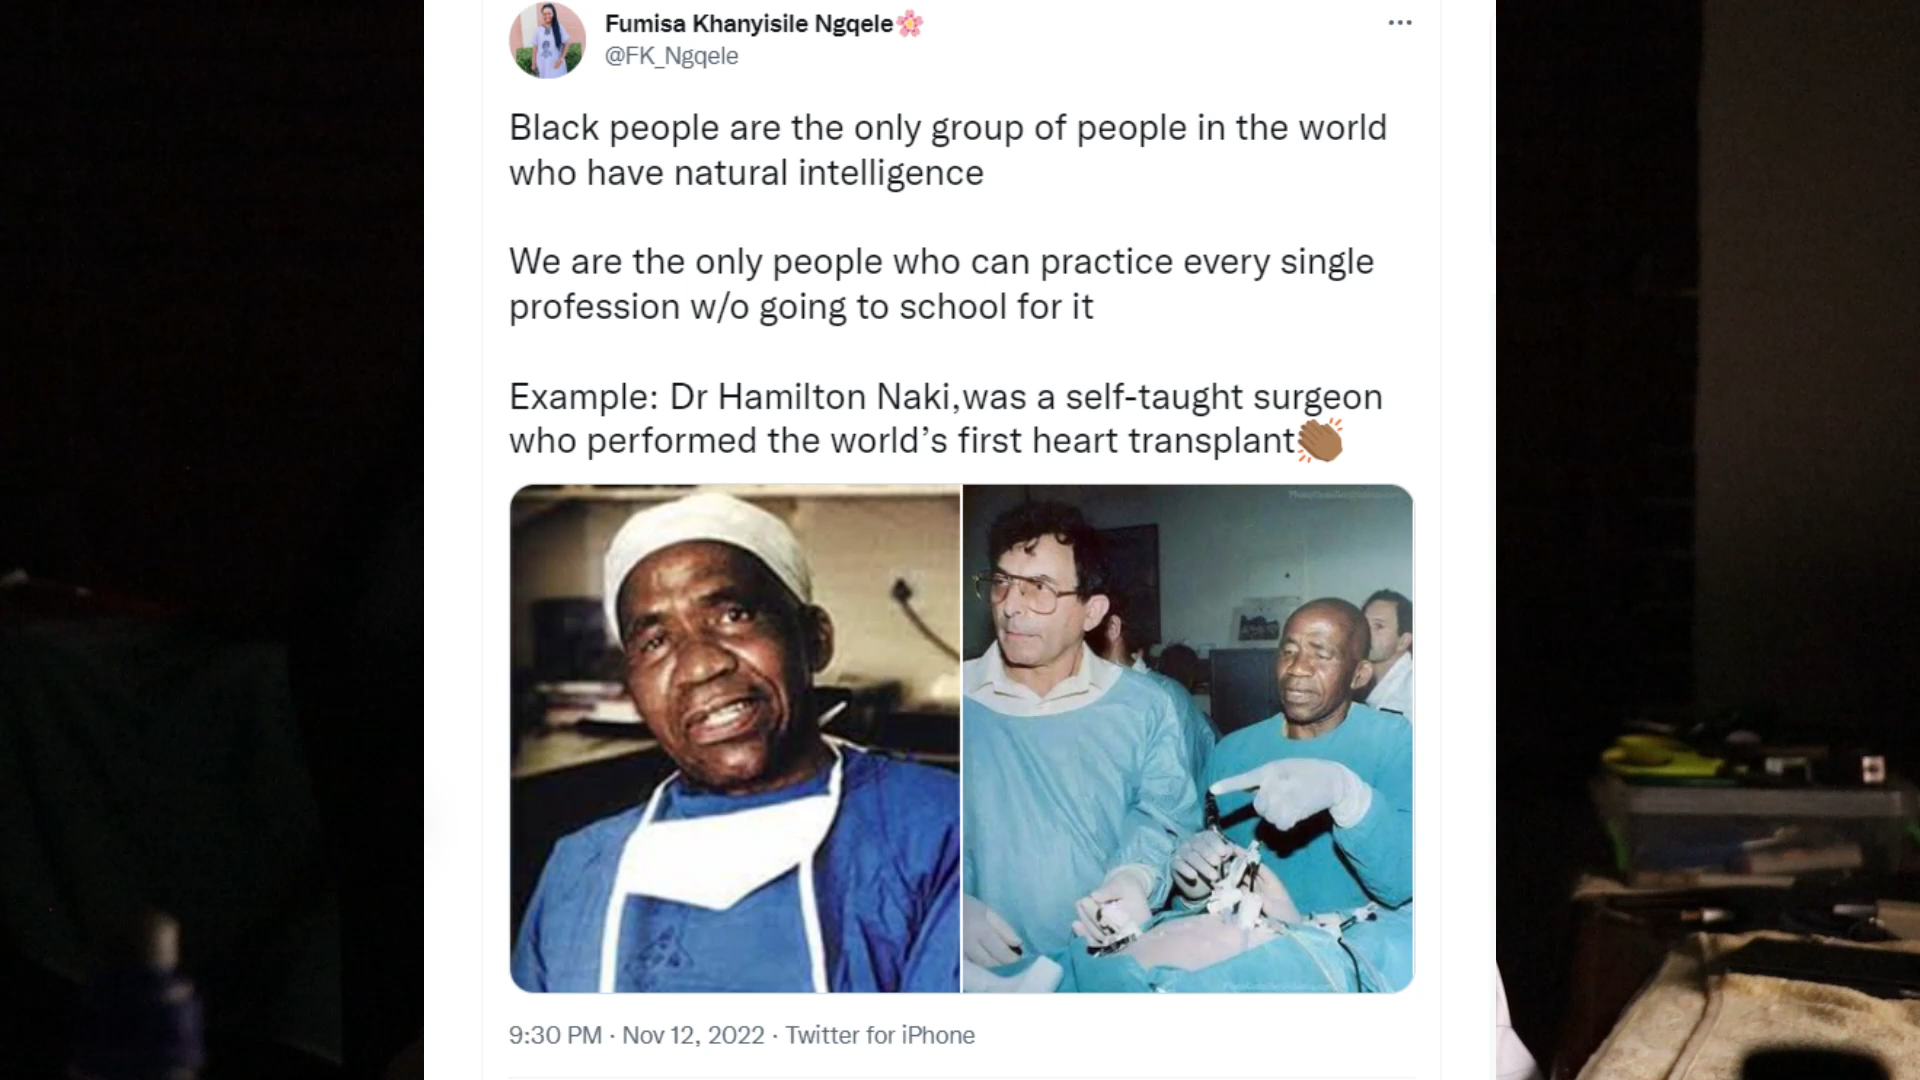 Fumisa Khanyisile Ngqele🌸
@FK_Ngqele
Black people are the only group of people in the world
who have natural intelligence
We are the only people who can practice every single
profession w/o going to school for it
Example: Dr Hamilton Naki,was a self-taught surgeon
who performed the world’s first heart transplant👏🏾
9:30 PM · Nov 12, 2022 · Twitter for iPhone